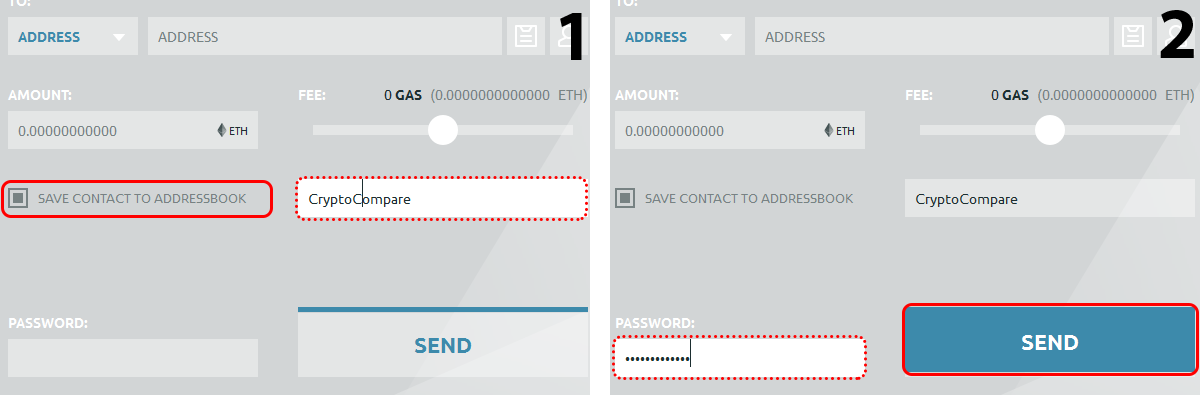 TO:
ADDRESS
ADDRESS
1
AMOUNT:
FEE: 0 GAS (0.0000000000000 ETH)
0.00000000000
ETH
SAVE CONTACT TO ADDRESSBOOK
CryptoCompare
PASSWORD:
SEND
TO:
ADDRESS
ADDRESS
2
AMOUNT:
FEE: 0 GAS (0.0000000000000 ETH)
0.00000000000
ETH
SAVE CONTACT TO ADDRESSBOOK
CryptoCompare
PASSWORD:
•••••••••••••
SEND